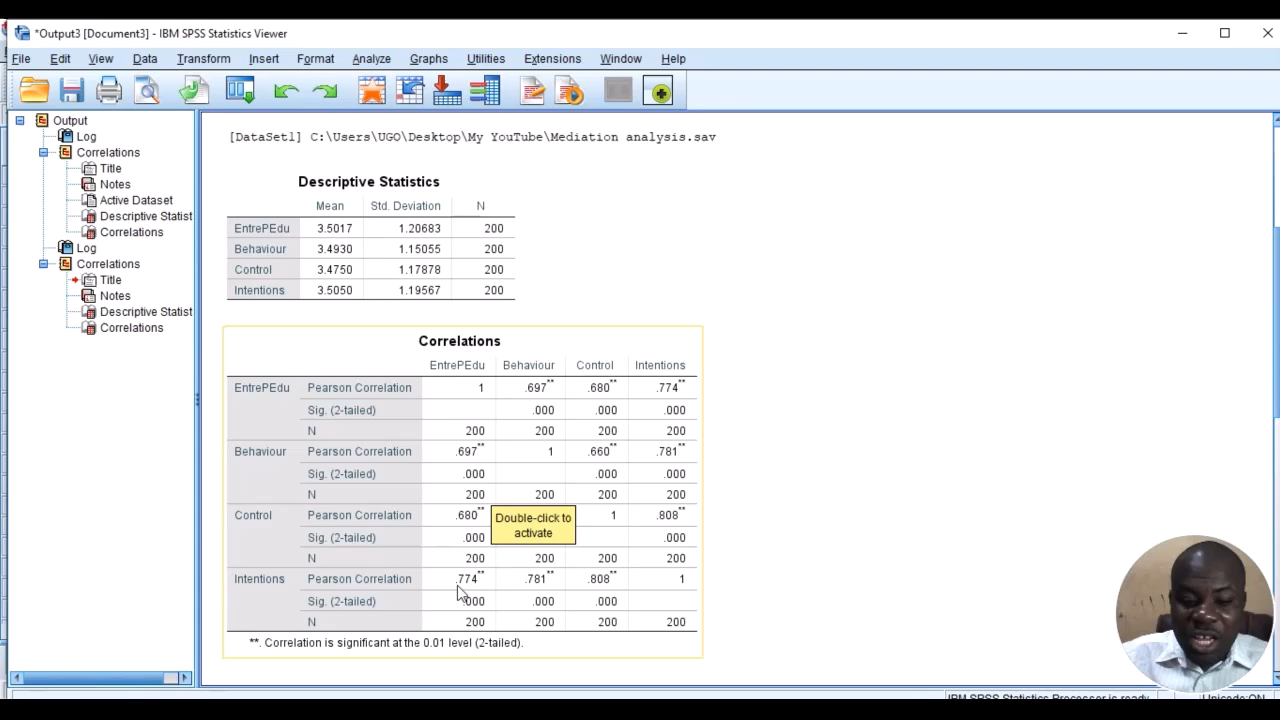 *Output3 [Document3] - IBM SPSS Statistics Viewer
File Edit View Data Transform Insert Format Analyze Graphs Utilities Extensions Window Help
Output
Log
Correlations
Title
Notes
Active Dataset
Descriptive Statist
Correlations
Log
Correlations
Title
Notes
Descriptive Statist
Correlations
[DataSet1] C:\Users\UGO\Desktop\My YouTube\Mediation analysis.sav
Descriptive Statistics
Mean Std. Deviation N
EntrePEdu 3.5017 1.20683 200
Behaviour 3.4930 1.15055 200
Control 3.4750 1.17878 200
Intentions 3.5050 1.19567 200
Correlations
EntrePEdu Behaviour Control Intentions
EntrePEdu Pearson Correlation 1 .697** .680** .774**
Sig. (2-tailed) .000 .000 .000
N 200 200 200 200
Behaviour Pearson Correlation .697** 1 .660** .781**
Sig. (2-tailed) .000 .000 .000
N 200 200 200 200
Control Pearson Correlation .680** 1 .808**
Sig. (2-tailed) .000 .000
N 200 200 200 200
Double-click to
activate
Intentions Pearson Correlation .774** .781** .808** 1
Sig. (2-tailed) .000 .000 .000
N 200 200 200 200
**. Correlation is significant at the 0.01 level (2-tailed).
IBM SPSS Statistics Processor is ready Unicode:ON